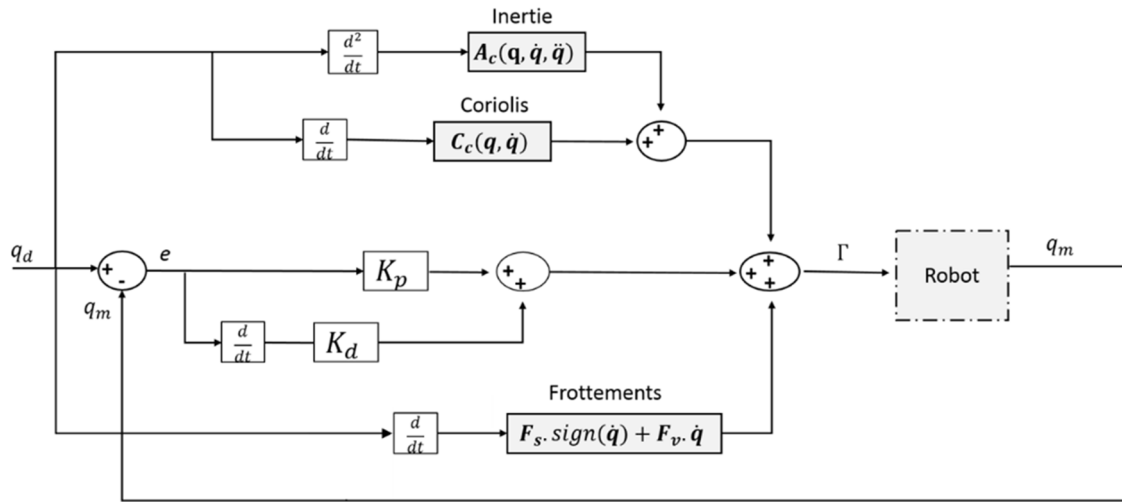 Inertie
d²
dt
A_c(q, q̇, q̈)
Coriolis
d
dt
C_c(q, q̇)
+
+
q_d
+
-
e
K_p
+
+
+
+
+
Γ
Robot
q_m
q_m
d
dt
K_d
Frottements
d
dt
F_s. sign(q̇) + F_v. q̇